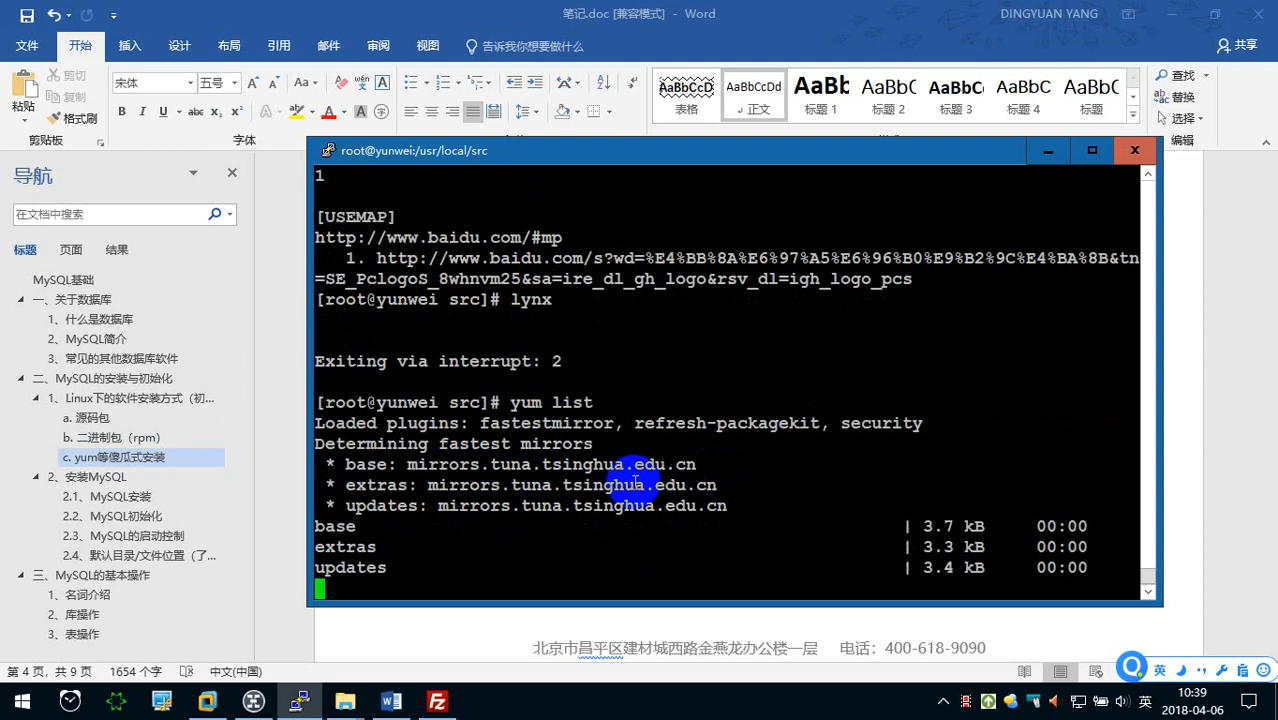 笔记.doc [兼容模式] - Word
DINGYUAN YANG
文件
开始
插入
设计
布局
引用
邮件
审阅
视图
告诉我你想要做什么
共享
粘贴
剪切
复制
格式刷
剪贴板
宋体
五号
字体
AaBbCcDd
表格
AaBbCcDd
正文
AaBb
标题 1
AaBbC
标题 2
AaBbC
标题 3
AaBbC
标题 4
AaBbC
标题
查找
替换
选择
编辑
导航
在文档中搜索
标题
页面
结果
MySQL基础
一、关于数据库
1、什么是数据库
2、MySQL简介
3、常见的其他数据库软件
二、MySQL的安装与初始化
1、Linux下的软件安装方式（初...
a. 源码包
b. 二进制包（rpm）
c. yum等傻瓜式安装
2、安装MySQL
2.1、MySQL安装
2.2、MySQL初始化
2.3、MySQL的启动控制
2.4、默认目录/文件位置（了...
三、MySQL的基本操作
1、名词介绍
2、库操作
3、表操作
root@yunwei:/usr/local/src
1
[USEMAP]
http://www.baidu.com/#mp
1. http://www.baidu.com/s?wd=%E4%BB%8A%E6%97%A5%E6%96%B0%E9%B2%9C%E4%BA%8B&tn
=SE_PclogoS_8whnvm25&sa=ire_dl_gh_logo&rsv_dl=igh_logo_pcs
[root@yunwei src]# lynx
Exiting via interrupt: 2
[root@yunwei src]# yum list
Loaded plugins: fastestmirror, refresh-packagekit, security
Determining fastest mirrors
* base: mirrors.tuna.tsinghua.edu.cn
* extras: mirrors.tuna.tsinghua.edu.cn
* updates: mirrors.tuna.tsinghua.edu.cn
base | 3.7 kB 00:00
extras | 3.3 kB 00:00
updates | 3.4 kB 00:00
北京市昌平区建材城西路金燕龙办公楼一层 电话：400-618-9090
第 4 页，共 9 页 1654 个字 中文(中国)
英
英
10:39
2018-04-06